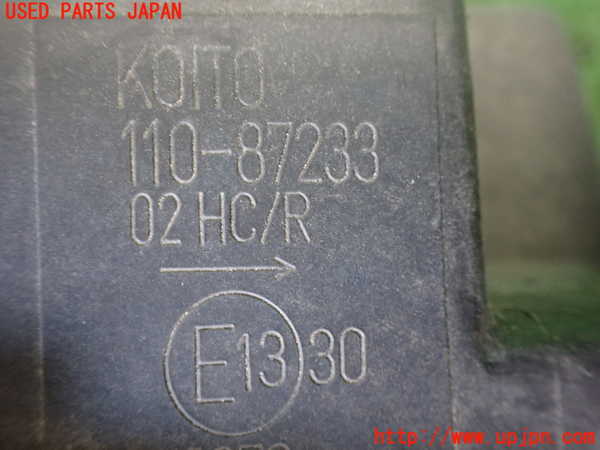 USED PARTS JAPAN
KOITO
110-87233
02 HC/R
→
E13 30
http://www.upjpn.com/